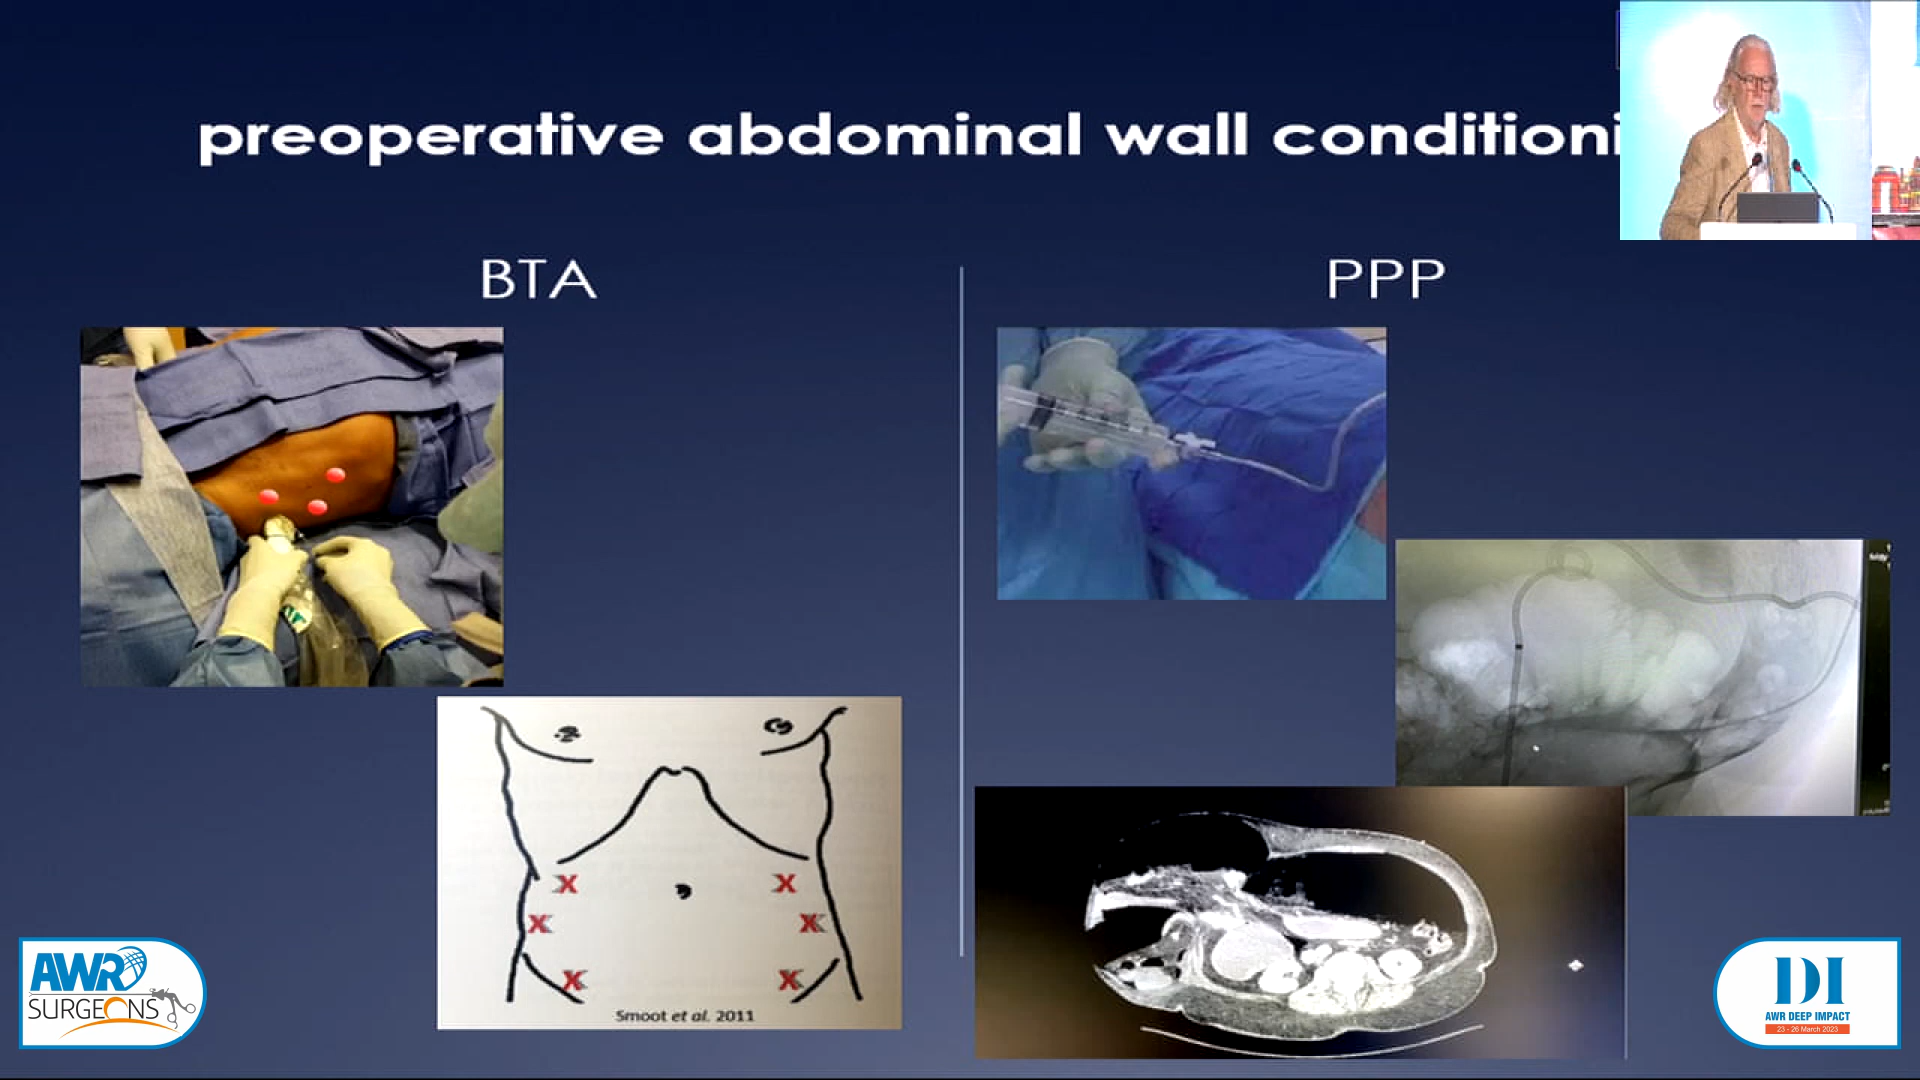 preoperative abdominal wall conditioni
BTA
PPP
X X
X X
X X
Smoot et al. 2011
AWR
SURGEONS
DI
AWR DEEP IMPACT
23 - 26 March 2023